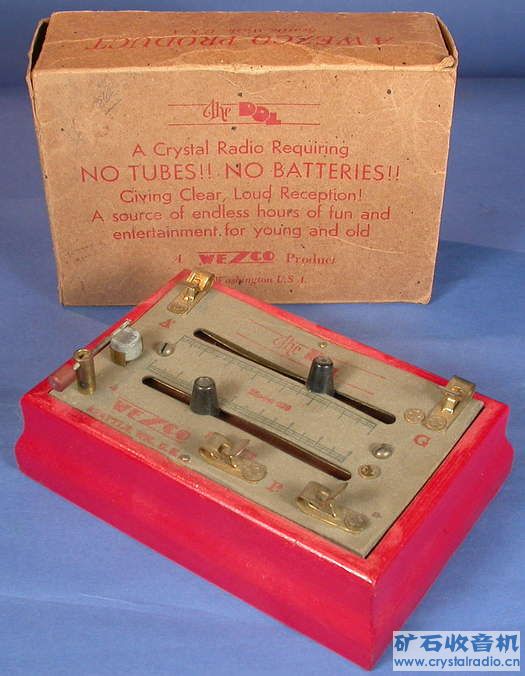 A WEZCO PRODUCT
The DDL
A Crystal Radio Requiring
NO TUBES!! NO BATTERIES!!
Giving Clear, Loud Reception!
A source of endless hours of fun and
entertainment for young and old
A WEZCO Product
Washington U.S.A.
The
A
G
WEZCO
P
矿石收音机
www.crystalradio.cn